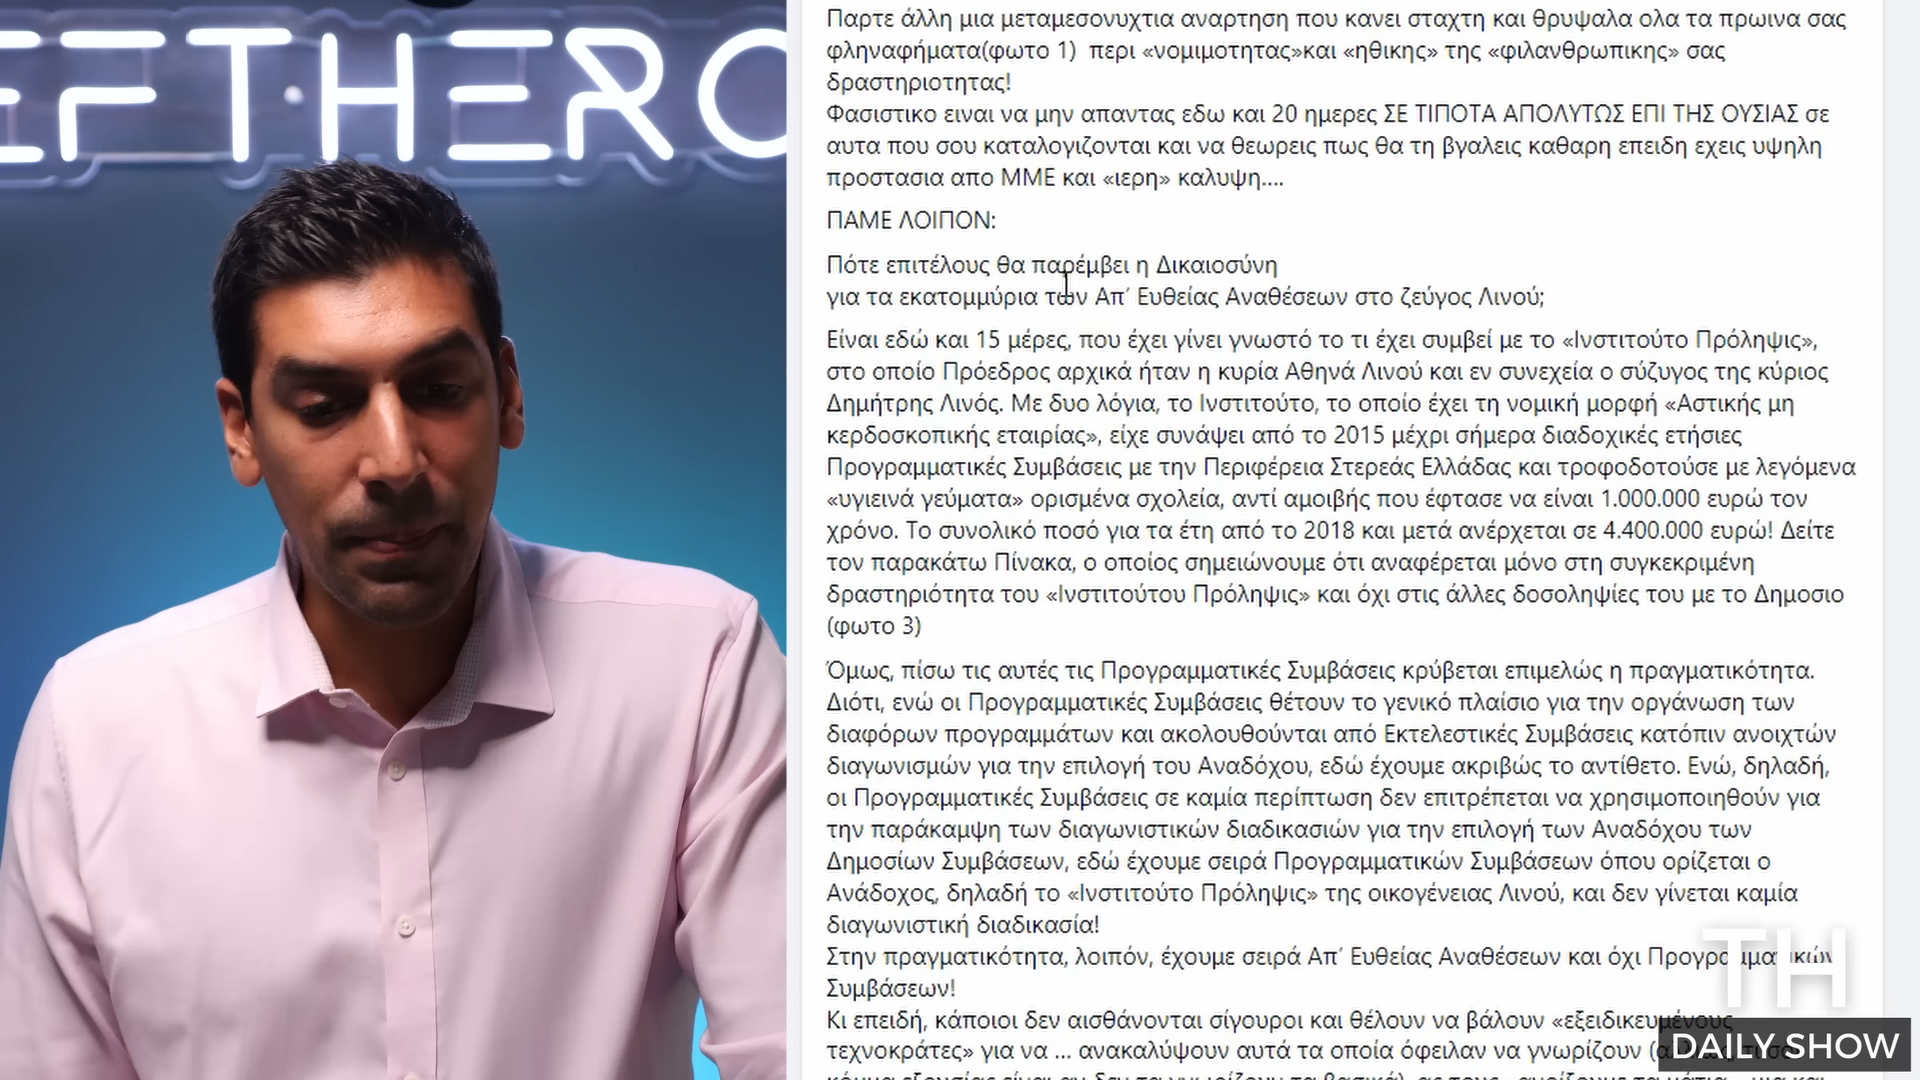 EFTHERO
Παρτε άλλη μια μεταμεσονυχτια αναρτηση που κανει σταχτη και θρυψαλα ολα τα πρωινα σας
φληναφήματα(φωτο 1) περι «νομιμοτητας»και «ηθικης» της «φιλανθρωπικης» σας
δραστηριοτητας!
Φασιστικο ειναι να μην απαντας εδω και 20 ημερες ΣΕ ΤΙΠΟΤΑ ΑΠΟΛΥΤΩΣ ΕΠΙ ΤΗΣ ΟΥΣΙΑΣ σε
αυτα που σου καταλογιζονται και να θεωρεις πως θα τη βγαλεις καθαρη επειδη εχεις υψηλη
προστασια απο ΜΜΕ και «ιερη» καλυψη....
ΠΑΜΕ ΛΟΙΠΟΝ:
Πότε επιτέλους θα παρέμβει η Δικαιοσύνη
για τα εκατομμύρια των Απ΄ Ευθείας Αναθέσεων στο ζεύγος Λινού;
Είναι εδώ και 15 μέρες, που έχει γίνει γνωστό το τι έχει συμβεί με το «Ινστιτούτο Πρόληψις»,
στο οποίο Πρόεδρος αρχικά ήταν η κυρία Αθηνά Λινού και εν συνεχεία ο σύζυγος της κύριος
Δημήτρης Λινός. Με δυο λόγια, το Ινστιτούτο, το οποίο έχει τη νομική μορφή «Αστικής μη
κερδοσκοπικής εταιρίας», είχε συνάψει από το 2015 μέχρι σήμερα διαδοχικές ετήσιες
Προγραμματικές Συμβάσεις με την Περιφέρεια Στερεάς Ελλάδας και τροφοδοτούσε με λεγόμενα
«υγιεινά γεύματα» ορισμένα σχολεία, αντί αμοιβής που έφτασε να είναι 1.000.000 ευρώ τον
χρόνο. Το συνολικό ποσό για τα έτη από το 2018 και μετά ανέρχεται σε 4.400.000 ευρώ! Δείτε
τον παρακάτω Πίνακα, ο οποίος σημειώνουμε ότι αναφέρεται μόνο στη συγκεκριμένη
δραστηριότητα του «Ινστιτούτου Πρόληψις» και όχι στις άλλες δοσοληψίες του με το Δημοσιο
(φωτο 3)
Όμως, πίσω τις αυτές τις Προγραμματικές Συμβάσεις κρύβεται επιμελώς η πραγματικότητα.
Διότι, ενώ οι Προγραμματικές Συμβάσεις θέτουν το γενικό πλαίσιο για την οργάνωση των
διαφόρων προγραμμάτων και ακολουθούνται από Εκτελεστικές Συμβάσεις κατόπιν ανοιχτών
διαγωνισμών για την επιλογή του Αναδόχου, εδώ έχουμε ακριβώς το αντίθετο. Ενώ, δηλαδή,
οι Προγραμματικές Συμβάσεις σε καμία περίπτωση δεν επιτρέπεται να χρησιμοποιηθούν για
την παράκαμψη των διαγωνιστικών διαδικασιών για την επιλογή των Αναδόχου των
Δημοσίων Συμβάσεων, εδώ έχουμε σειρά Προγραμματικών Συμβάσεων όπου ορίζεται ο
Ανάδοχος, δηλαδή το «Ινστιτούτο Πρόληψις» της οικογένειας Λινού, και δεν γίνεται καμία
διαγωνιστική διαδικασία!
Στην πραγματικότητα, λοιπόν, έχουμε σειρά Απ΄ Ευθείας Αναθέσεων και όχι Προγραμματικών
Συμβάσεων!
Κι επειδή, κάποιοι δεν αισθάνονται σίγουροι και θέλουν να βάλουν «εξειδικευμένους
τεχνοκράτες» για να ... ανακαλύψουν αυτά τα οποία όφειλαν να γνωρίζουν
TH
DAILY SHOW